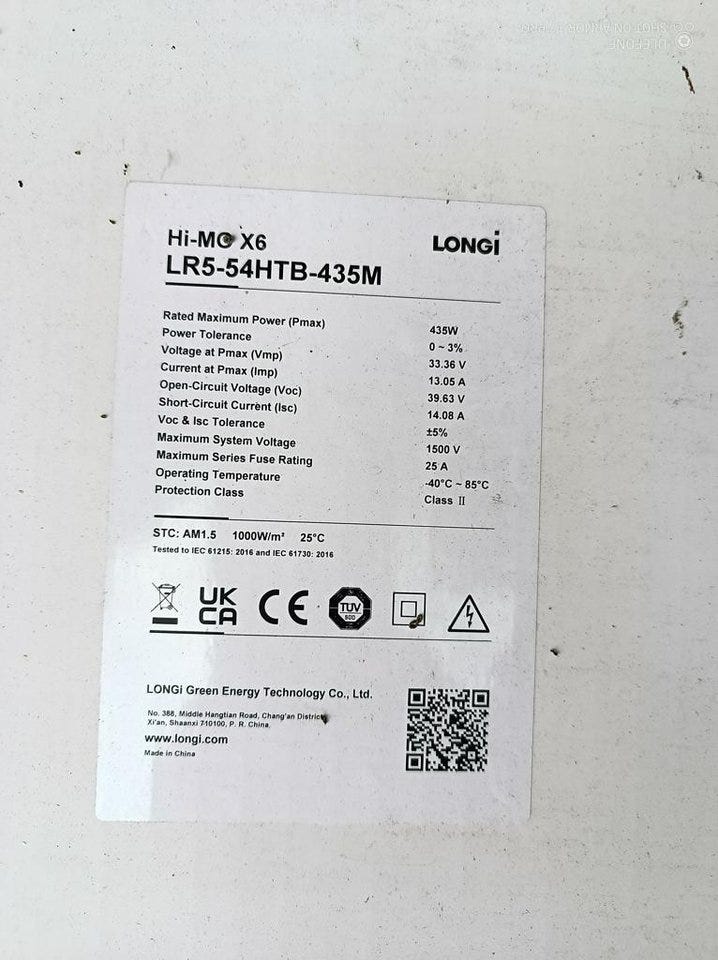 Hi-MO X6
LONGi
LR5-54HTB-435M
Rated Maximum Power (Pmax) 435W
Power Tolerance 0 ~ 3%
Voltage at Pmax (Vmp) 33.36 V
Current at Pmax (Imp) 13.05 A
Open-Circuit Voltage (Voc) 39.63 V
Short-Circuit Current (Isc) 14.08 A
Voc & Isc Tolerance ±5%
Maximum System Voltage 1500 V
Maximum Series Fuse Rating 25 A
Operating Temperature -40°C ~ 85°C
Protection Class Class II
STC: AM1.5 1000W/m² 25°C
Tested to IEC 61215: 2016 and IEC 61730: 2016
UK
CA
CE
TUV
LONGi Green Energy Technology Co., Ltd.
No. 388, Middle Hangtian Road, Chang'an District,
Xi'an, Shaanxi 710100, P. R. China.
www.longi.com
Made in China